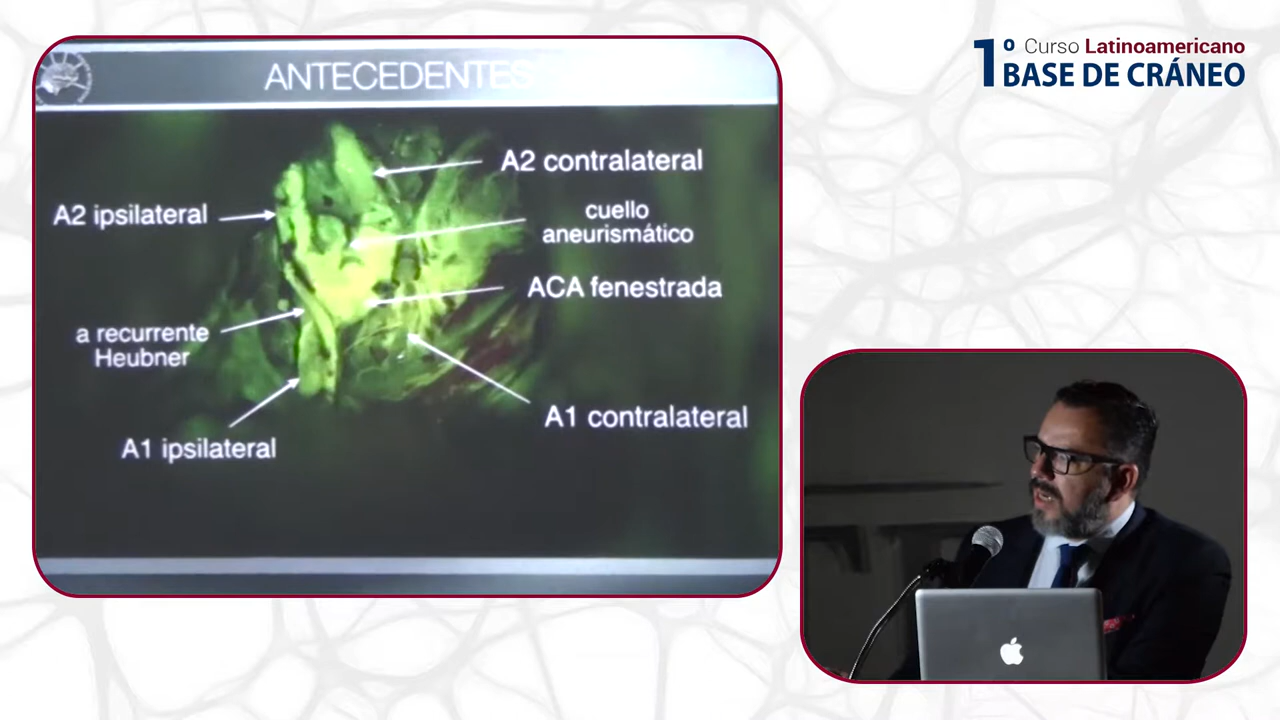 1º Curso Latinoamericano
BASE DE CRÁNEO
ANTECEDENTES
A2 contralateral
A2 ipsilateral
cuello
aneurismático
ACA fenestrada
a recurrente
Heubner
A1 contralateral
A1 ipsilateral